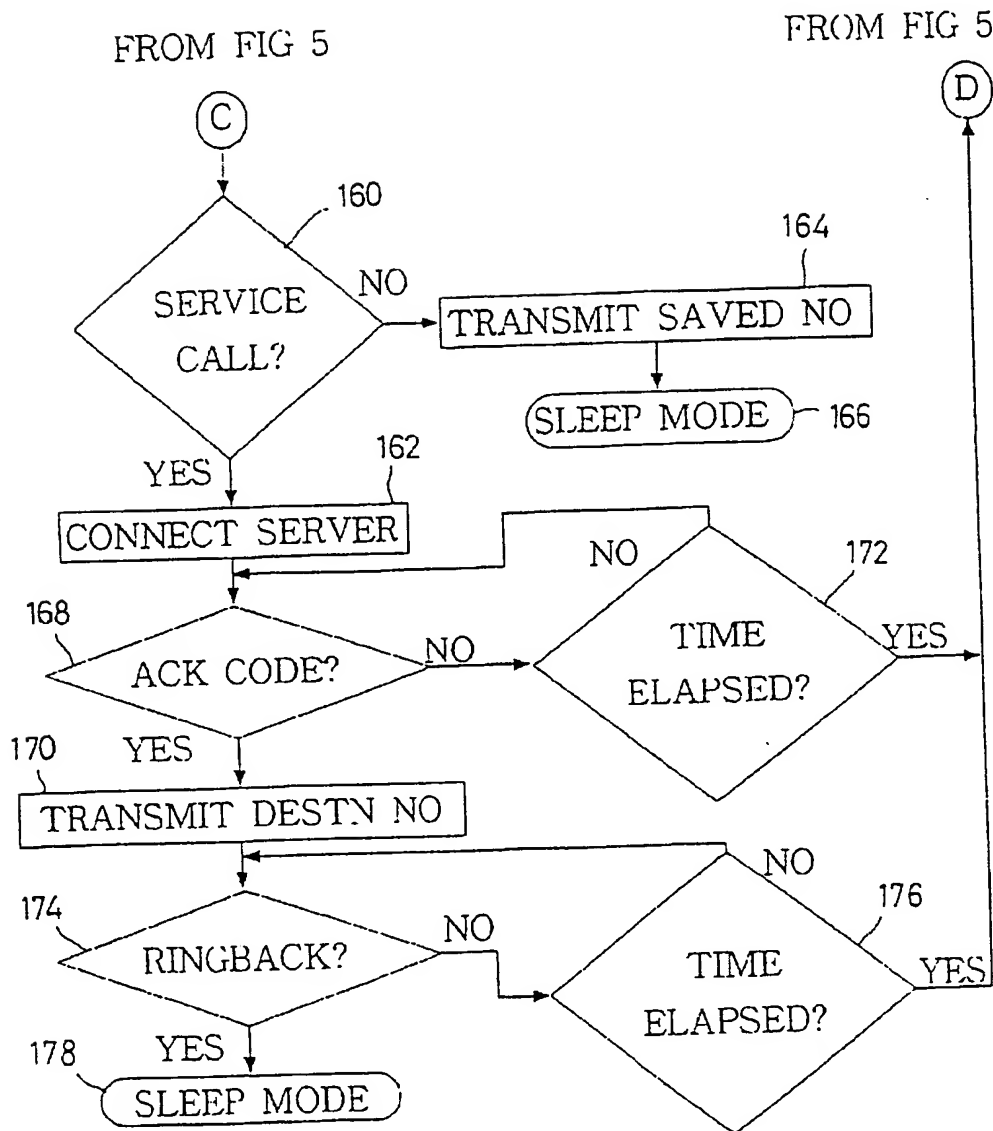 FROM FIG 5
FROM FIG 5
C
D
160
SERVICE
CALL?
NO
164
TRANSMIT SAVED NO
SLEEP MODE
166
YES
162
CONNECT SERVER
NO
172
168
ACK CODE?
NO
TIME
ELAPSED?
YES
YES
170
TRANSMIT DESTN NO
NO
174
RINGBACK?
NO
176
TIME
ELAPSED?
YES
YES
178
SLEEP MODE